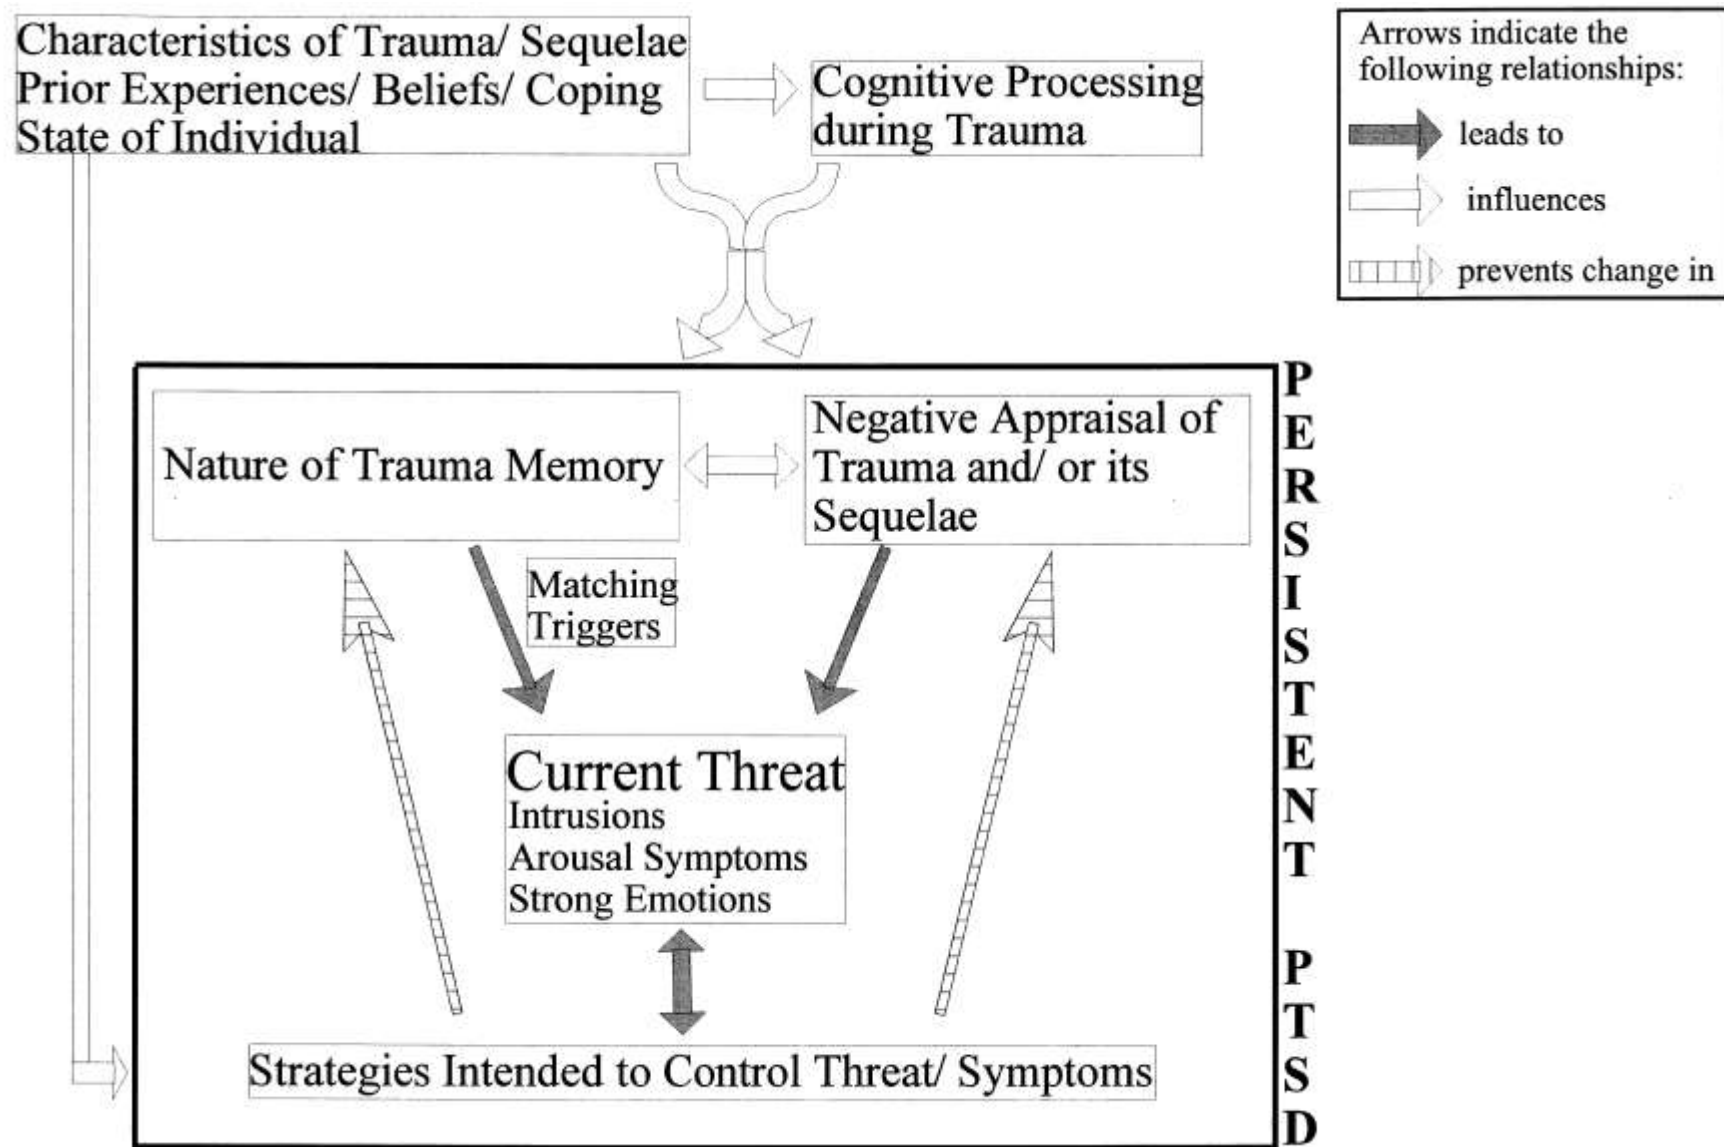 Characteristics of Trauma/ Sequelae
Prior Experiences/ Beliefs/ Coping
State of Individual
Cognitive Processing
during Trauma
Arrows indicate the
following relationships:
leads to
influences
prevents change in
Nature of Trauma Memory
Negative Appraisal of
Trauma and/ or its
Sequelae
Matching
Triggers
Current Threat
Intrusions
Arousal Symptoms
Strong Emotions
Strategies Intended to Control Threat/ Symptoms
PERSISTENT PTSD